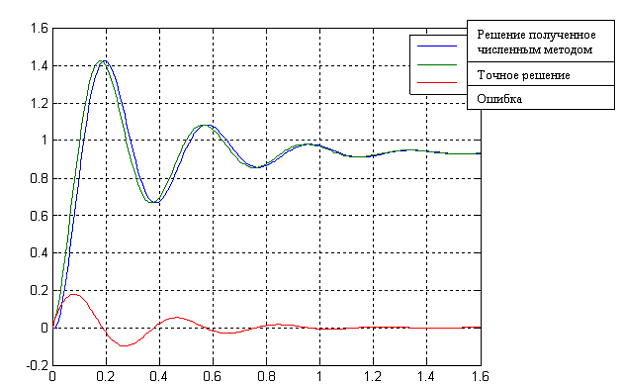 1.6
1.4
1.2
1
0.8
0.6
0.4
0.2
0
-0.2
0 0.2 0.4 0.6 0.8 1 1.2 1.4 1.6
Решение полученное
численным методом
Точное решение
Ошибка